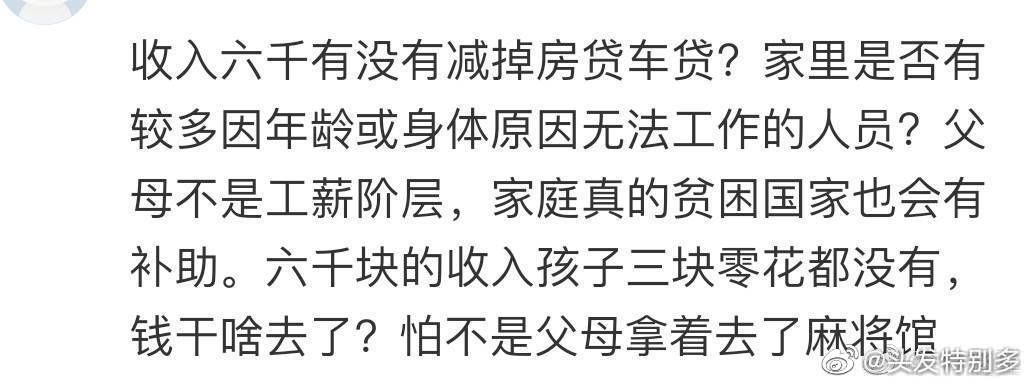 收入六千有没有减掉房贷车贷？家里是否有
较多因年龄或身体原因无法工作的人员？父
母不是工薪阶层，家庭真的贫困国家也会有
补助。六千块的收入孩子三块零花都没有，
钱干啥去了？怕不是父母拿着去了麻将馆
@头发特别多